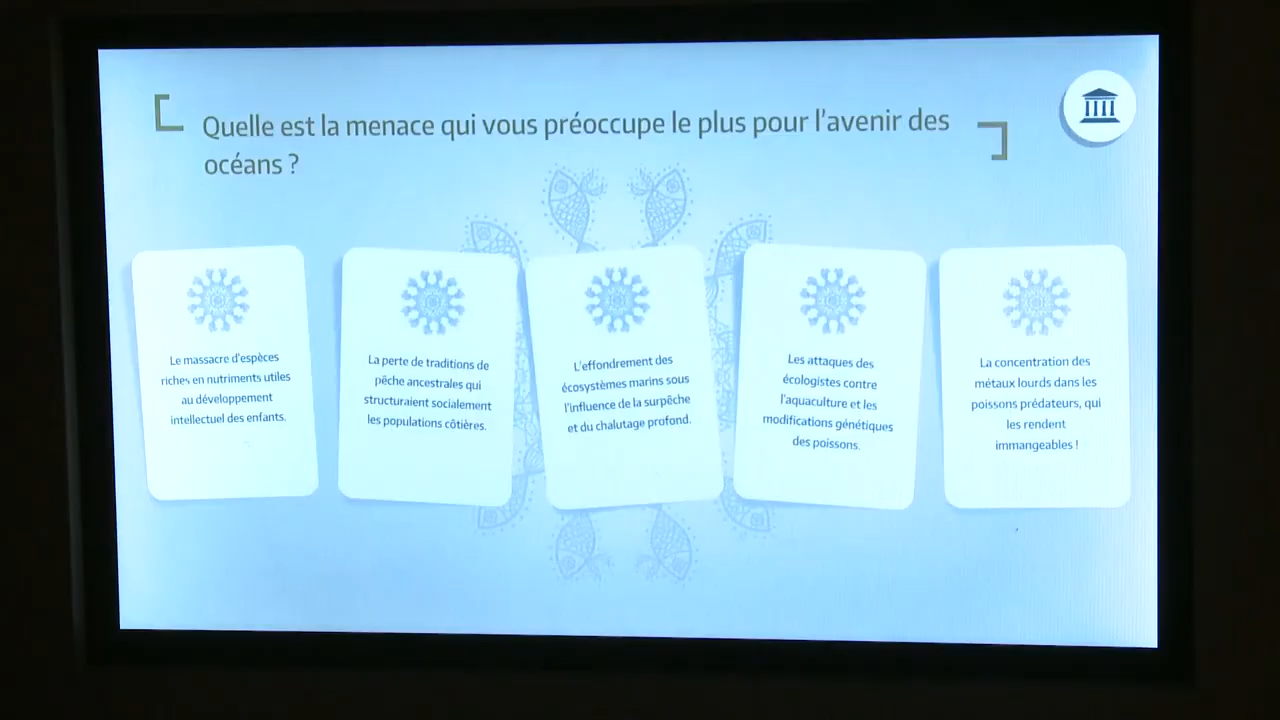 Quelle est la menace qui vous préoccupe le plus pour l'avenir des
océans ?
Le massacre d'espèces
riches en nutriments utiles
au développement
intellectuel des enfants.
La perte de traditions de
pêche ancestrales qui
structuraient socialement
les populations côtières.
L'effondrement des
écosystèmes marins sous
l'influence de la surpêche
et du chalutage profond.
Les attaques des
écologistes contre
l'aquaculture et les
modifications génétiques
des poissons.
La concentration des
métaux lourds dans les
poissons prédateurs, qui
les rendent
immangeables !